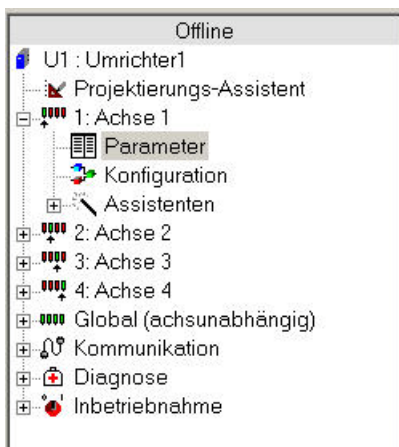 Offline
U1 : Umrichter1
Projektierungs-Assistent
1: Achse 1
Parameter
Konfiguration
Assistenten
2: Achse 2
3: Achse 3
4: Achse 4
Global (achsunabhängig)
Kommunikation
Diagnose
Inbetriebnahme